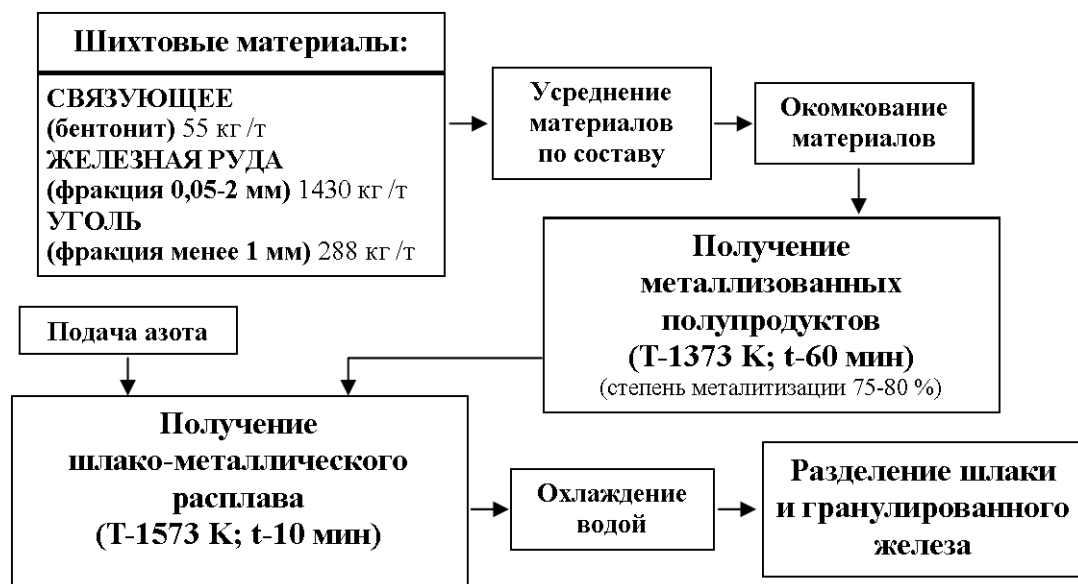 Шихтовые материалы:
СВЯЗУЮЩЕЕ
(бентонит) 55 кг /т
ЖЕЛЕЗНАЯ РУДА
(фракция 0,05-2 мм) 1430 кг /т
УГОЛЬ
(фракция менее 1 мм) 288 кг /т
Усреднение
материалов
по составу
Окомкование
материалов
Получение
металлизованных
полупродуктов
(Т-1373 К; t-60 мин)
(степень металитизации 75-80 %)
Подача азота
Получение
шлако-металлического
расплава
(Т-1573 К; t-10 мин)
Охлаждение
водой
Разделение шлаки
и гранулированного
железа